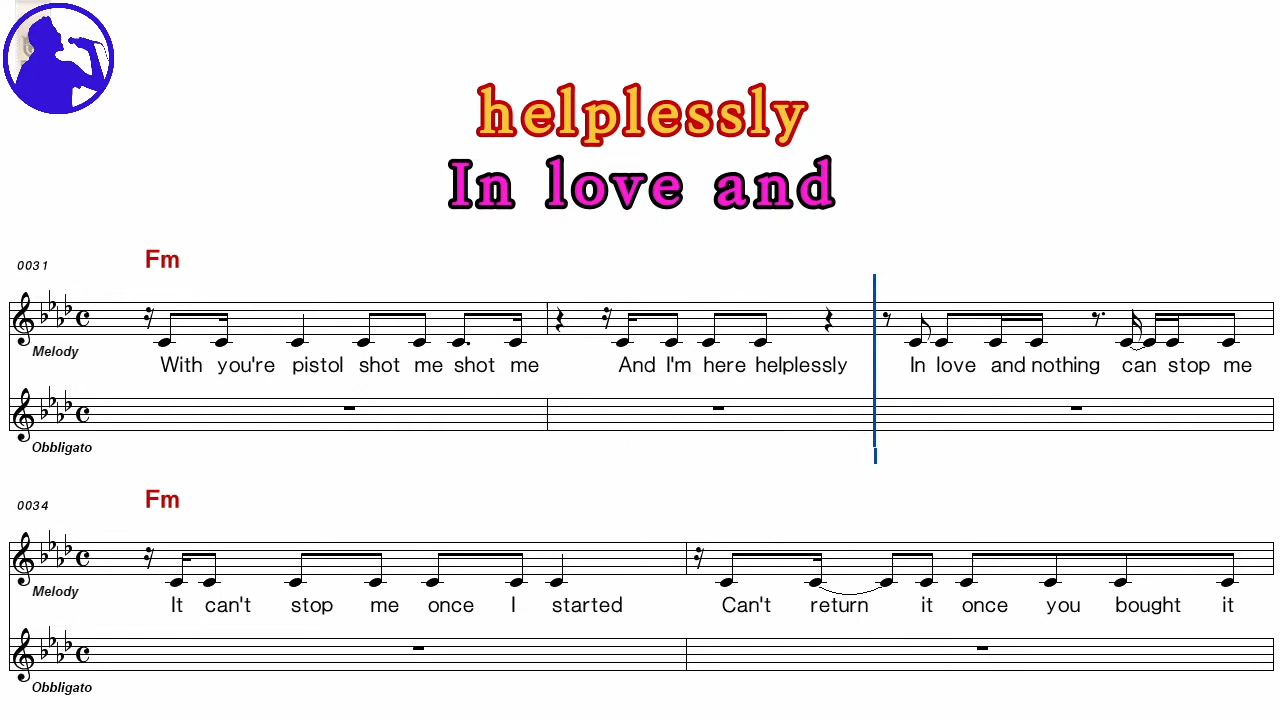 helplessly
In love and
0031
Fm
Melody
With you're pistol shot me shot me And I'm here helplessly In love and nothing can stop me
Obbligato
0034
Fm
Melody
It can't stop me once I started Can't return it once you bought it
Obbligato